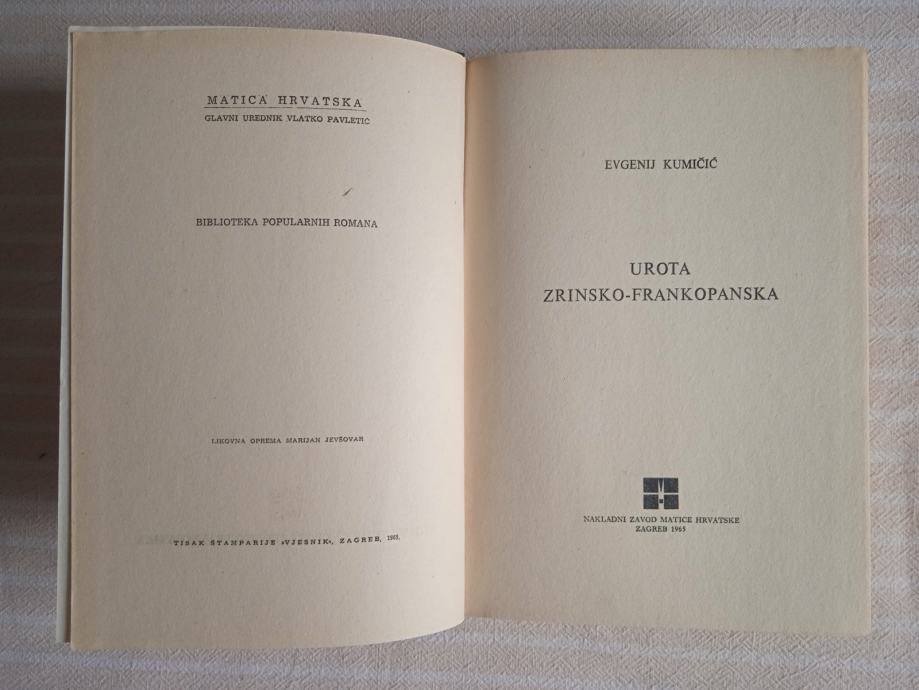 MATICA HRVATSKA
GLAVNI UREDNIK VLATKO PAVLETIĆ
BIBLIOTEKA POPULARNIH ROMANA
LIKOVNA OPREMA MARIJAN JEVŠOVAR
TISAK ŠTAMPARIJE »VJESNIK«, ZAGREB, 1965.
EVGENIJ KUMIČIĆ
UROTA
ZRINSKO-FRANKOPANSKA
NAKLADNI ZAVOD MATICE HRVATSKE
ZAGREB 1965